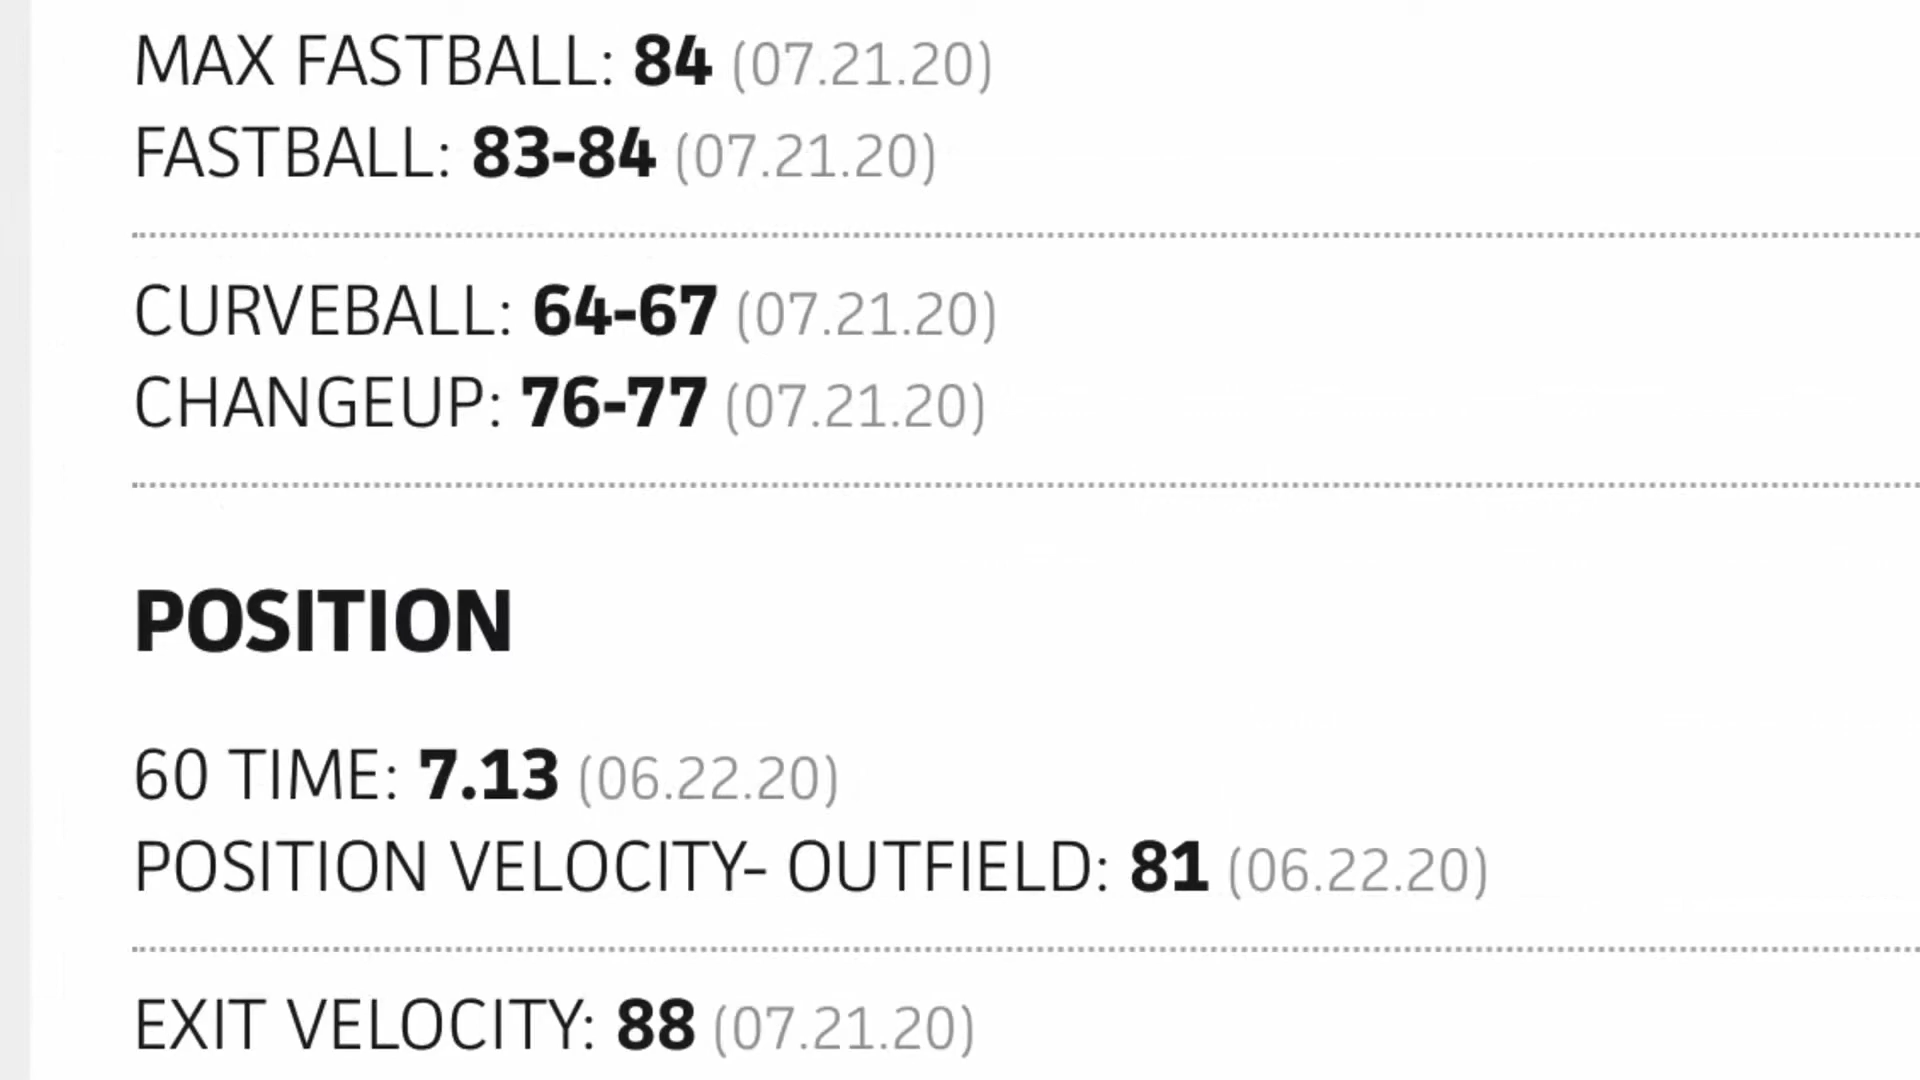 MAX FASTBALL: 84 (07.21.20)
FASTBALL: 83-84 (07.21.20)
CURVEBALL: 64-67 (07.21.20)
CHANGEUP: 76-77 (07.21.20)
POSITION
60 TIME: 7.13 (06.22.20)
POSITION VELOCITY- OUTFIELD: 81 (06.22.20)
EXIT VELOCITY: 88 (07.21.20)